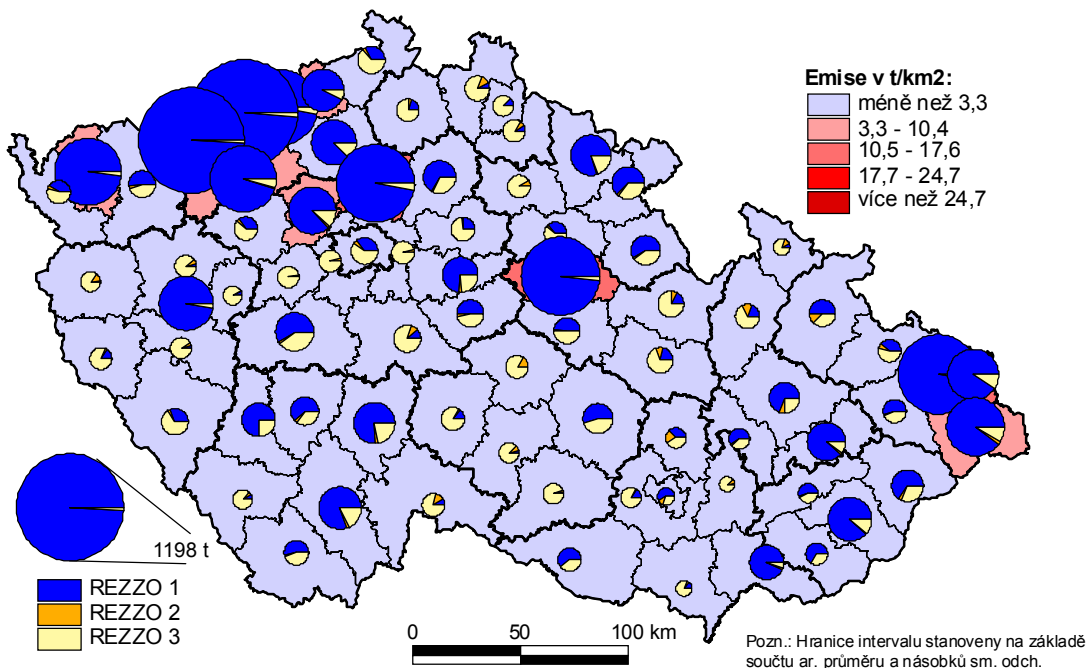 Emise v t/km2:
méně než 3,3
3,3 - 10,4
10,5 - 17,6
17,7 - 24,7
více než 24,7
1198 t
REZZO 1
REZZO 2
REZZO 3
0 50 100 km
Pozn.: Hranice intervalu stanoveny na základě
součtu ar. průměru a násobků sm. odch.